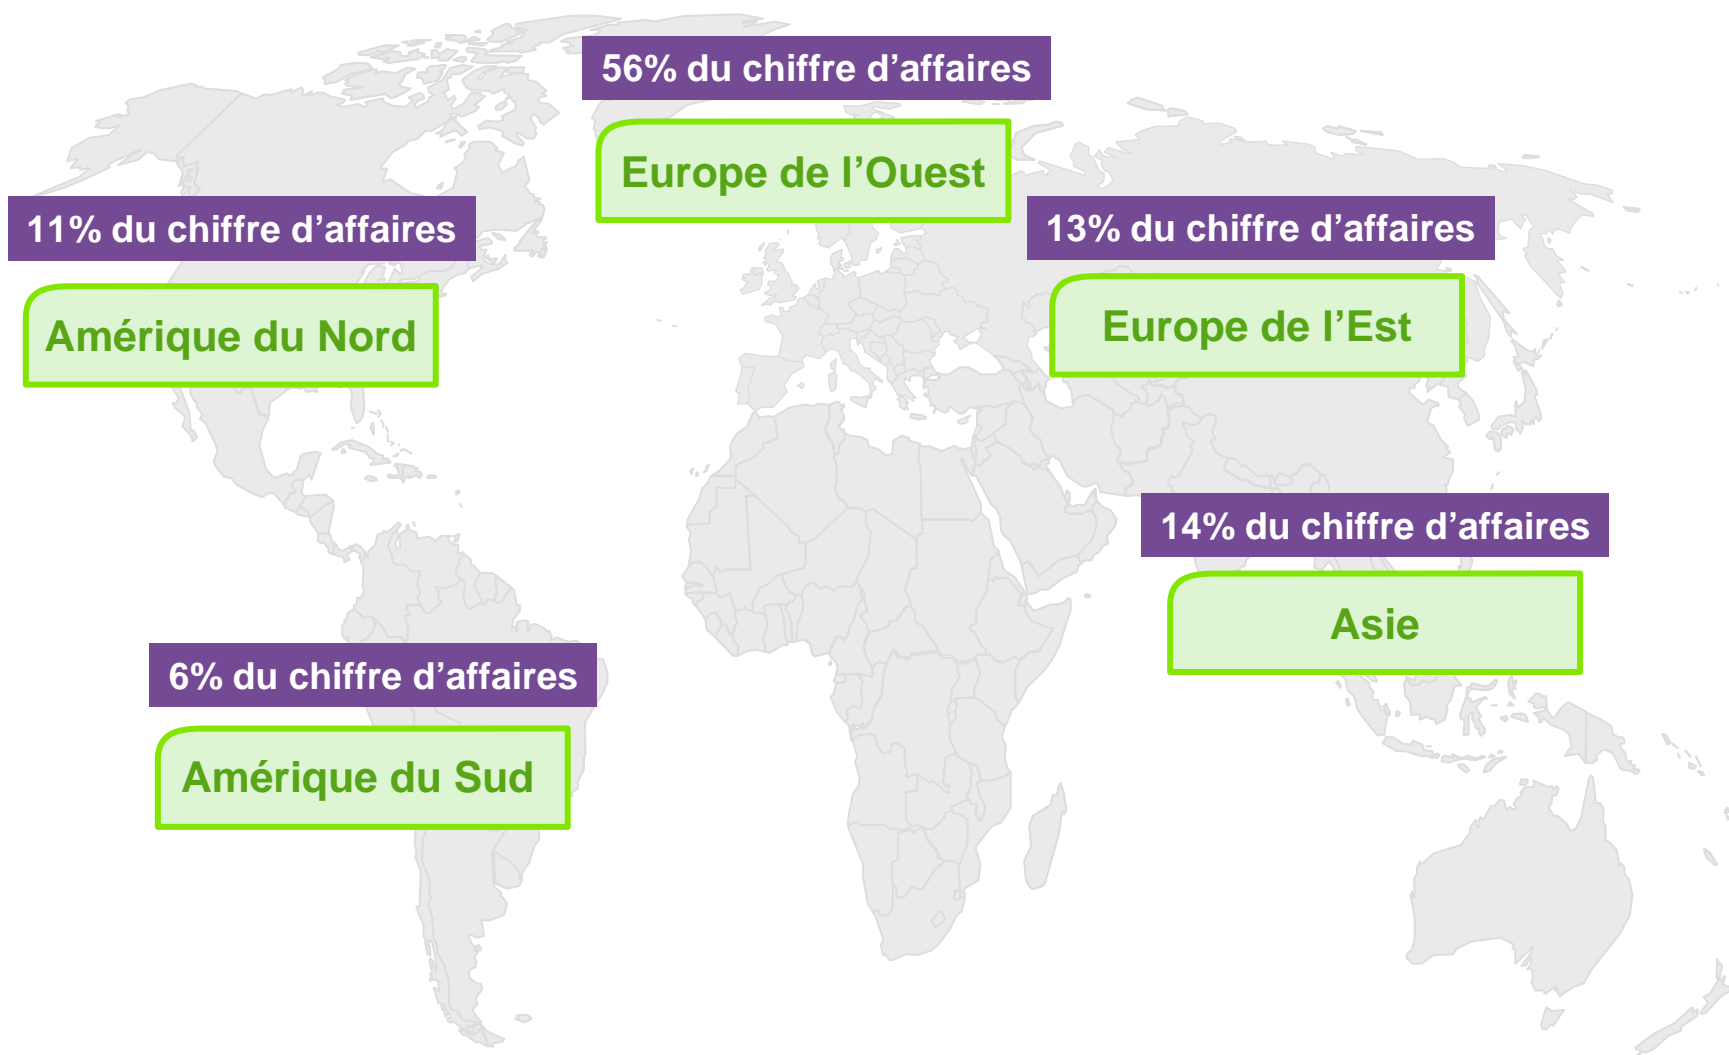 56% du chiffre d’affaires
Europe de l’Ouest
11% du chiffre d’affaires
Amérique du Nord
13% du chiffre d’affaires
Europe de l’Est
14% du chiffre d’affaires
Asie
6% du chiffre d’affaires
Amérique du Sud